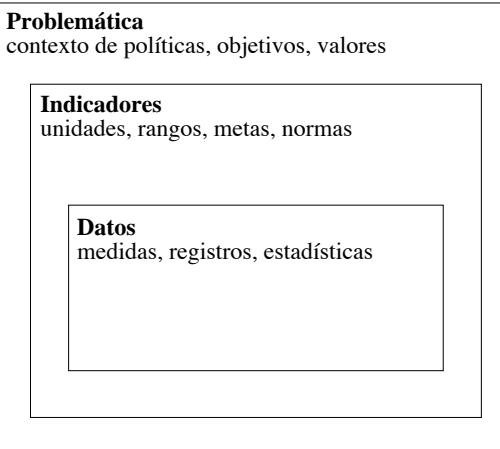 Problemática
contexto de políticas, objetivos, valores
Indicadores
unidades, rangos, metas, normas
Datos
medidas, registros, estadísticas